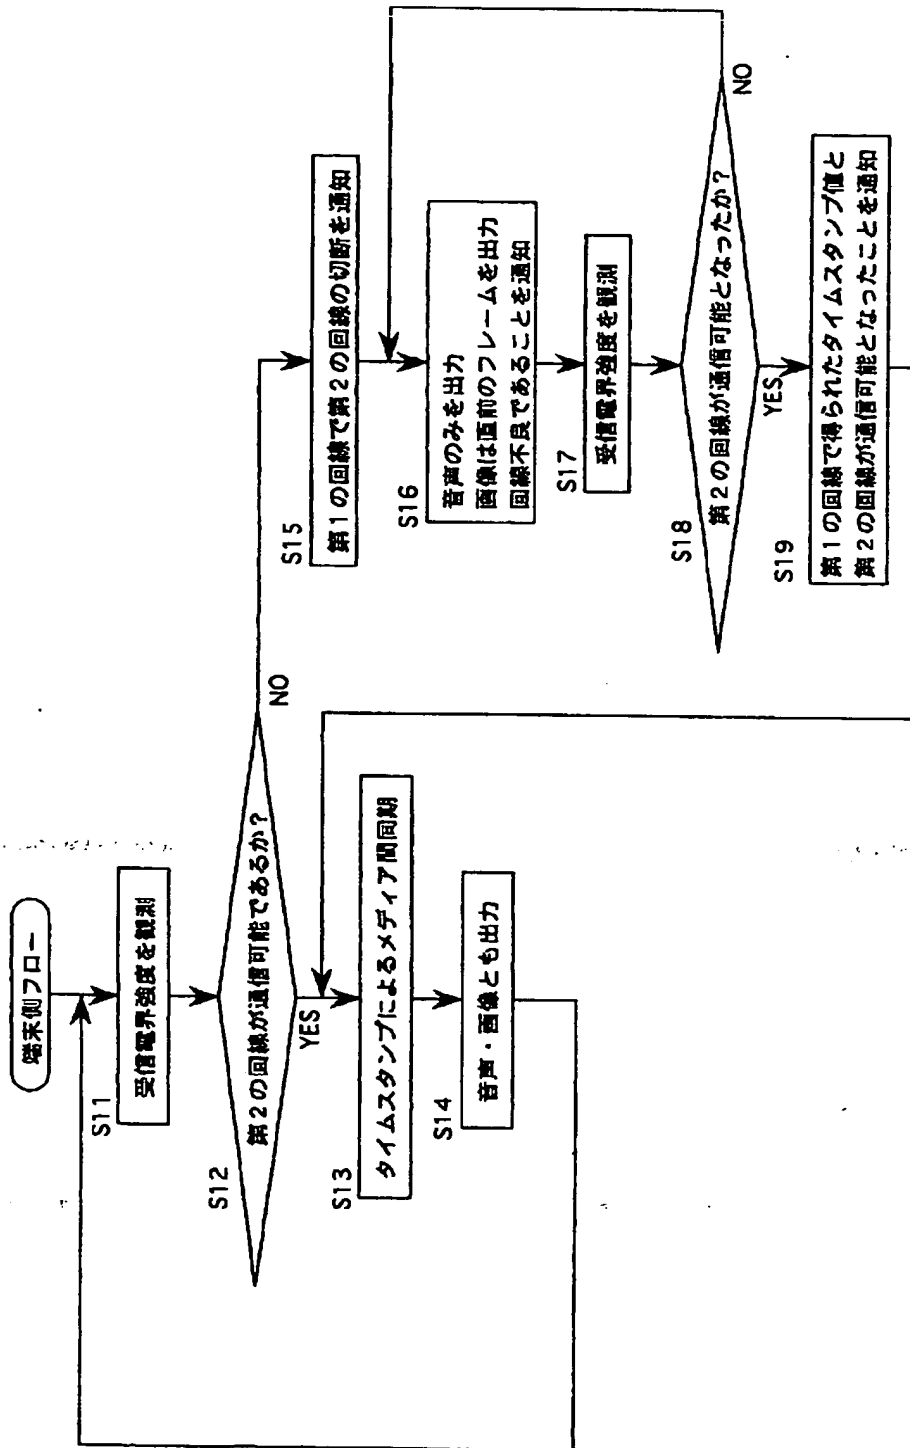 端末側フロー
S11
受信電界強度を観測
S12
第2の回線が通信可能であるか?
YES
NO
S13
タイムスタンプによるメディア間同期
S14
音声・画像とも出力
S15
第1の回線で第2の回線の切断を通知
S16
音声のみを出力
画像は直前のフレームを出力
回線不良であることを通知
S17
受信電界強度を観測
S18
第2の回線が通信可能となったか?
NO
YES
S19
第1の回線で得られたタイムスタンプ値と
第2の回線が通信可能となったことを通知